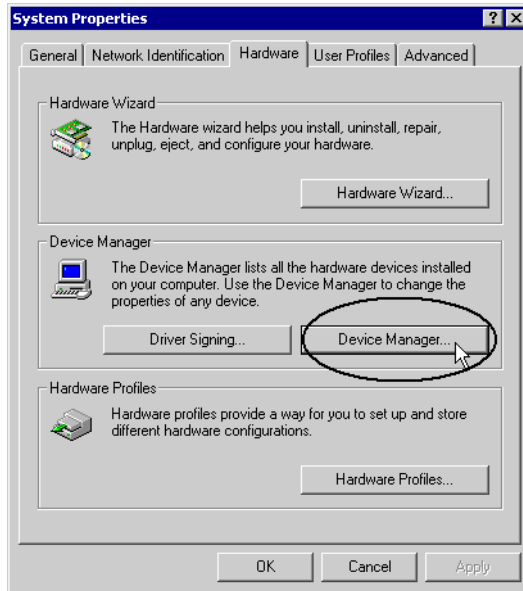 System Properties
General Network Identification Hardware User Profiles Advanced
Hardware Wizard
The Hardware wizard helps you install, uninstall, repair,
unplug, eject, and configure your hardware.
Hardware Wizard...
Device Manager
The Device Manager lists all the hardware devices installed
on your computer. Use the Device Manager to change the
properties of any device.
Driver Signing... Device Manager...
Hardware Profiles
Hardware profiles provide a way for you to set up and store
different hardware configurations.
Hardware Profiles...
OK Cancel Apply